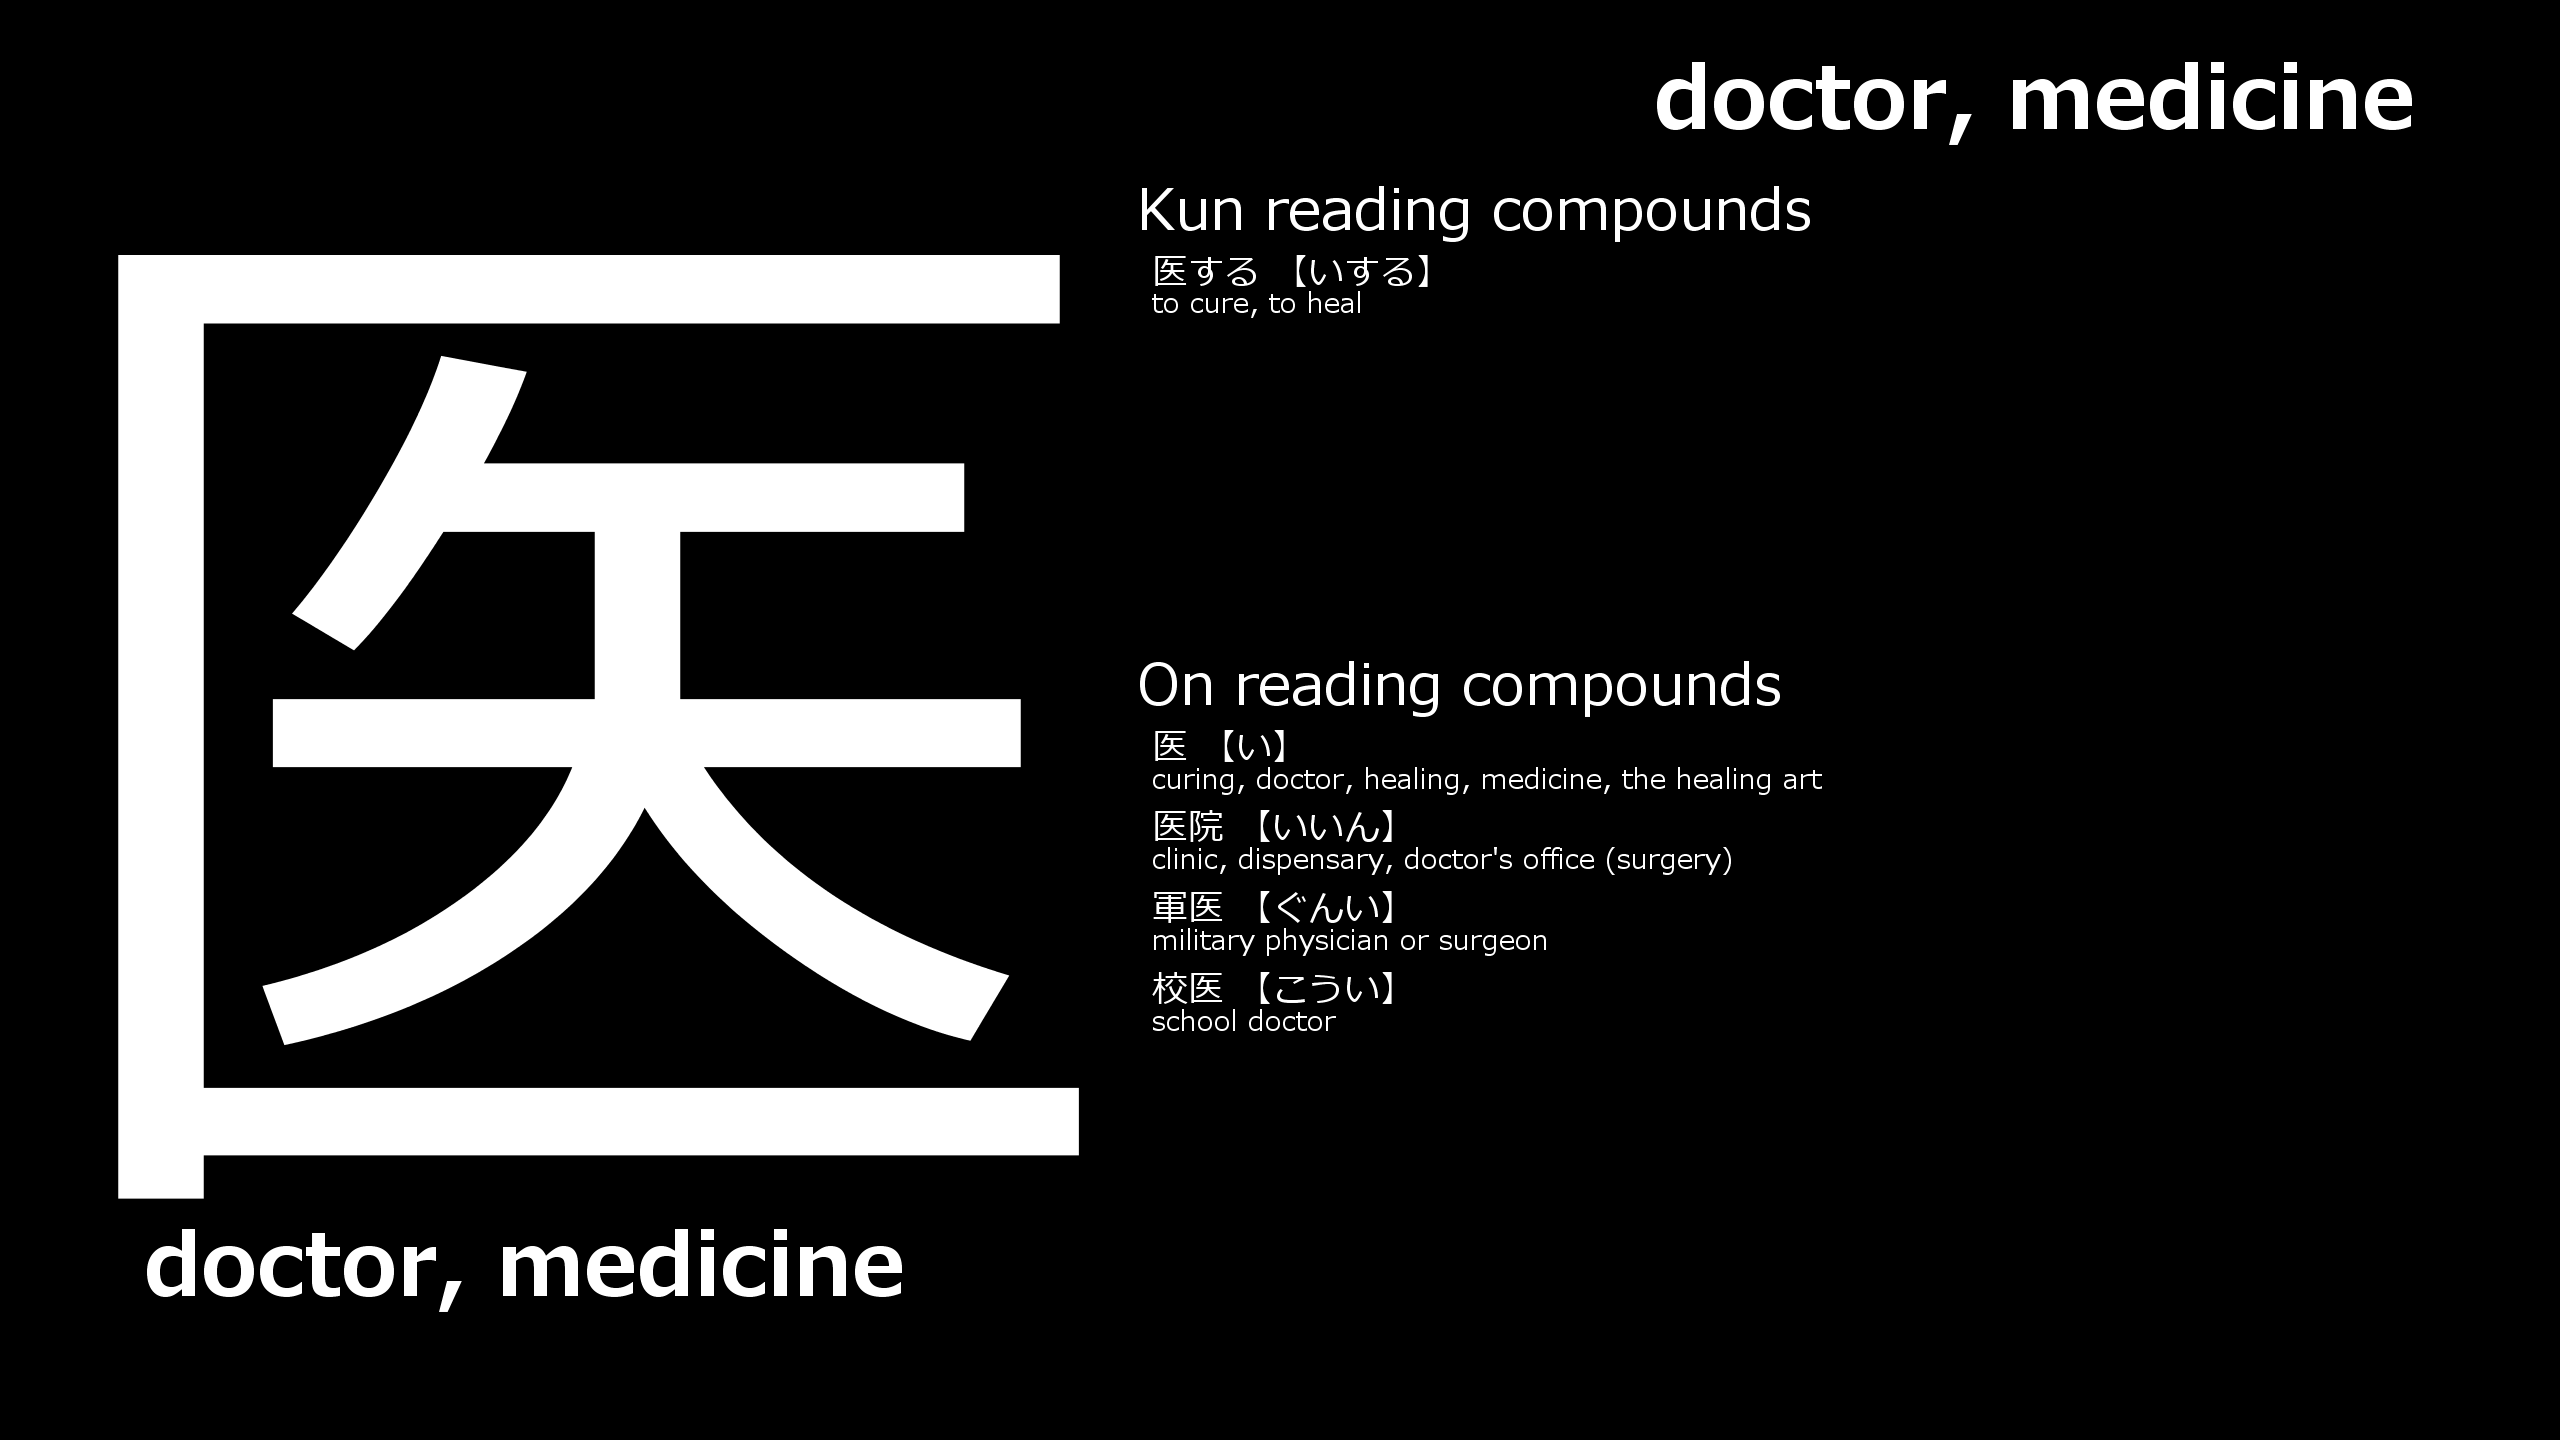 doctor, medicine
医
doctor, medicine
Kun reading compounds
医する 【いする】
to cure, to heal
On reading compounds
医 【い】
curing, doctor, healing, medicine, the healing art
医院 【いいん】
clinic, dispensary, doctor's office (surgery)
軍医 【ぐんい】
military physician or surgeon
校医 【こうい】
school doctor